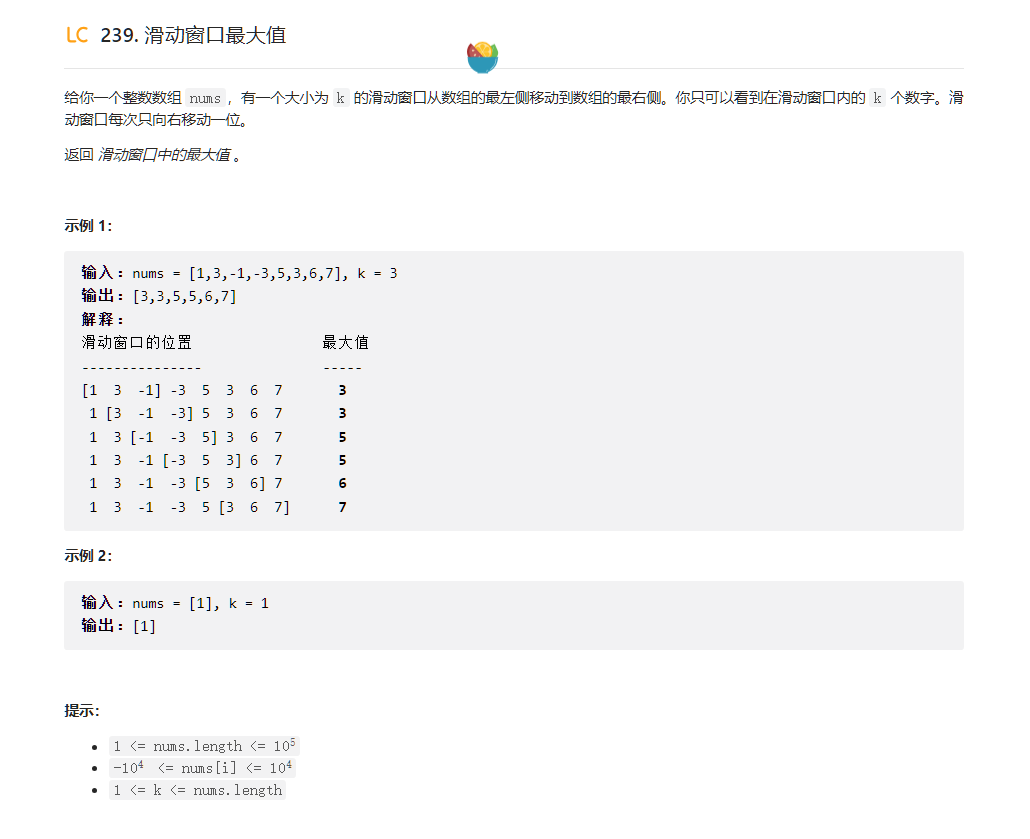 LC 239. 滑动窗口最大值
给你一个整数数组 nums，有一个大小为 k 的滑动窗口从数组的最左侧移动到数组的最右侧。你只可以看到在滑动窗口内的 k 个数字。滑
动窗口每次只向右移动一位。
返回 滑动窗口中的最大值 。
示例 1：
输入：nums = [1,3,-1,-3,5,3,6,7], k = 3
输出：[3,3,5,5,6,7]
解释：
滑动窗口的位置                最大值
---------------               -----
[1  3  -1] -3  5  3  6  7       3
 1 [3  -1  -3] 5  3  6  7       3
 1  3 [-1  -3  5] 3  6  7       5
 1  3  -1 [-3  5  3] 6  7       5
 1  3  -1  -3 [5  3  6] 7       6
 1  3  -1  -3  5 [3  6  7]      7
示例 2：
输入：nums = [1], k = 1
输出：[1]
提示：
• 1 <= nums.length <= 10⁵
• -10⁴ <= nums[i] <= 10⁴
• 1 <= k <= nums.length